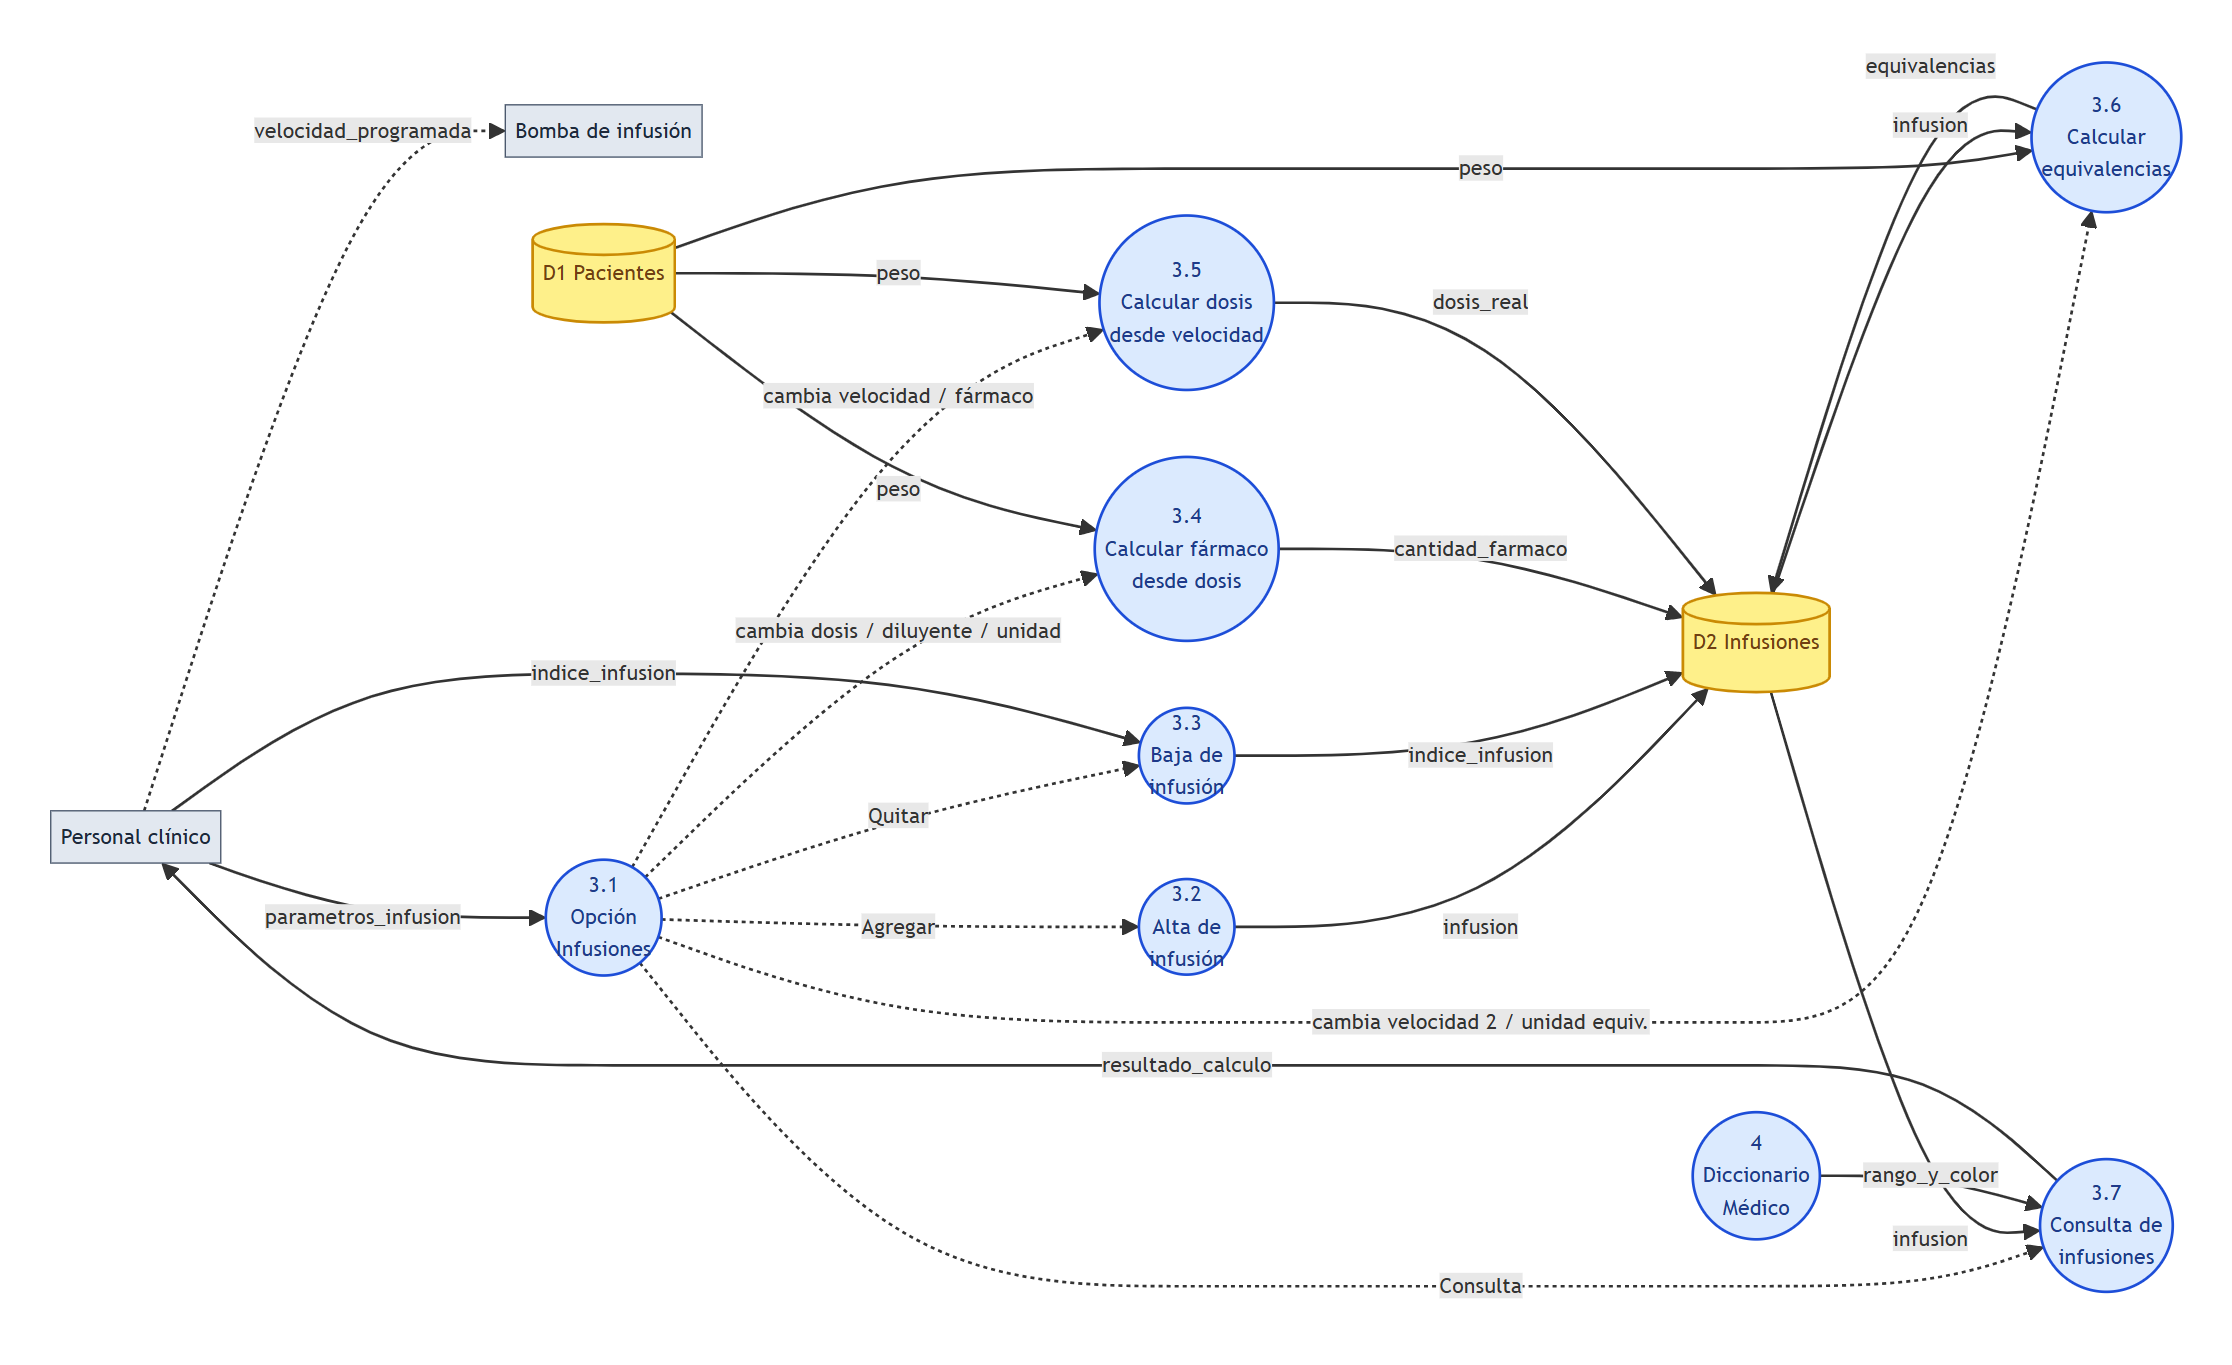 equivalencias
3.6
Calcular
equivalencias
infusion
velocidad_programada
Bomba de infusión
peso
D1 Pacientes
peso
3.5
Calcular dosis
desde velocidad
dosis_real
cambia velocidad / fármaco
peso
3.4
Calcular fármaco
desde dosis
cantidad_farmaco
cambia dosis / diluyente / unidad
D2 Infusiones
indice_infusion
3.3
Baja de
infusión
indice_infusion
Personal clínico
Quitar
3.1
Opción
Infusiones
parametros_infusion
Agregar
3.2
Alta de
infusión
infusion
cambia velocidad 2 / unidad equiv.
resultado_calculo
4
Diccionario
Médico
rango_y_color
3.7
Consulta de
infusiones
infusion
Consulta